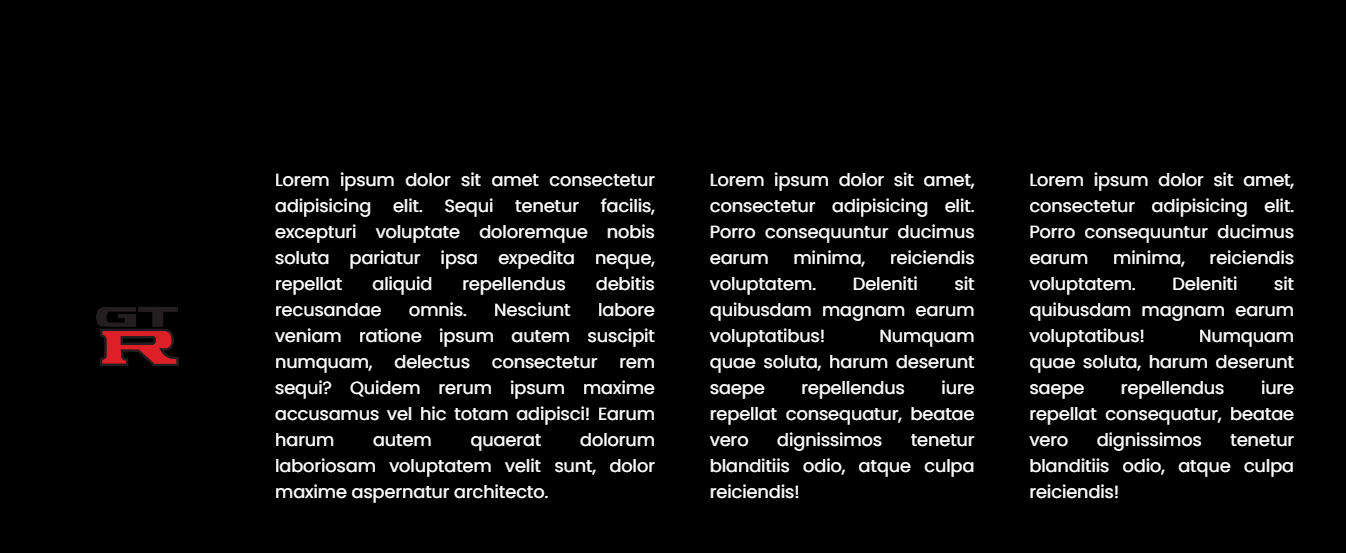 GT
R
Lorem ipsum dolor sit amet consectetur
adipisicing elit. Sequi tenetur facilis,
excepturi voluptate doloremque nobis
soluta pariatur ipsa expedita neque,
repellat aliquid repellendus debitis
recusandae omnis. Nesciunt labore
veniam ratione ipsum autem suscipit
numquam, delectus consectetur rem
sequi? Quidem rerum ipsum maxime
accusamus vel hic totam adipisci! Earum
harum autem quaerat dolorum
laboriosam voluptatem velit sunt, dolor
maxime aspernatur architecto.
Lorem ipsum dolor sit amet,
consectetur adipisicing elit.
Porro consequuntur ducimus
earum minima, reiciendis
voluptatem. Deleniti sit
quibusdam magnam earum
voluptatibus! Numquam
quae soluta, harum deserunt
saepe repellendus iure
repellat consequatur, beatae
vero dignissimos tenetur
blanditiis odio, atque culpa
reiciendis!
Lorem ipsum dolor sit amet,
consectetur adipisicing elit.
Porro consequuntur ducimus
earum minima, reiciendis
voluptatem. Deleniti sit
quibusdam magnam earum
voluptatibus! Numquam
quae soluta, harum deserunt
saepe repellendus iure
repellat consequatur, beatae
vero dignissimos tenetur
blanditiis odio, atque culpa
reiciendis!